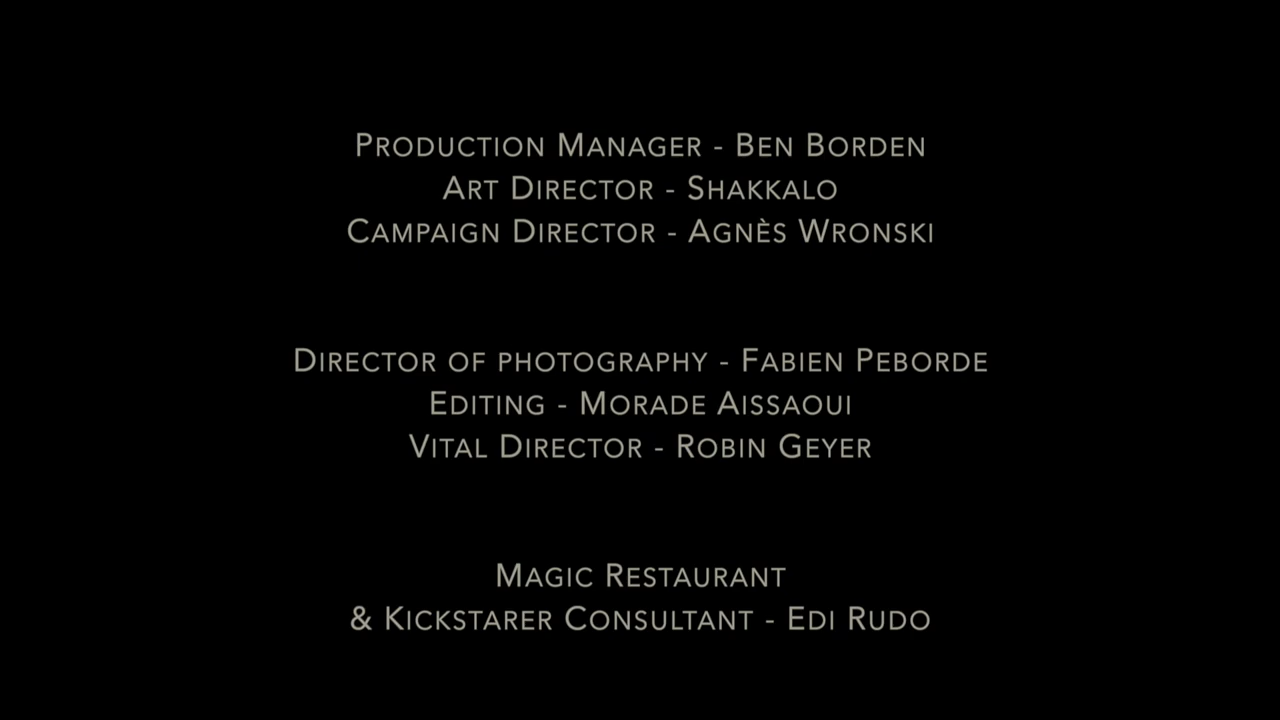 Production Manager - Ben Borden
Art Director - Shakkalo
Campaign Director - Agnès Wronski
Director of photography - Fabien Peborde
Editing - Morade Aissaoui
Vital Director - Robin Geyer
Magic Restaurant
& Kickstarer Consultant - Edi Rudo